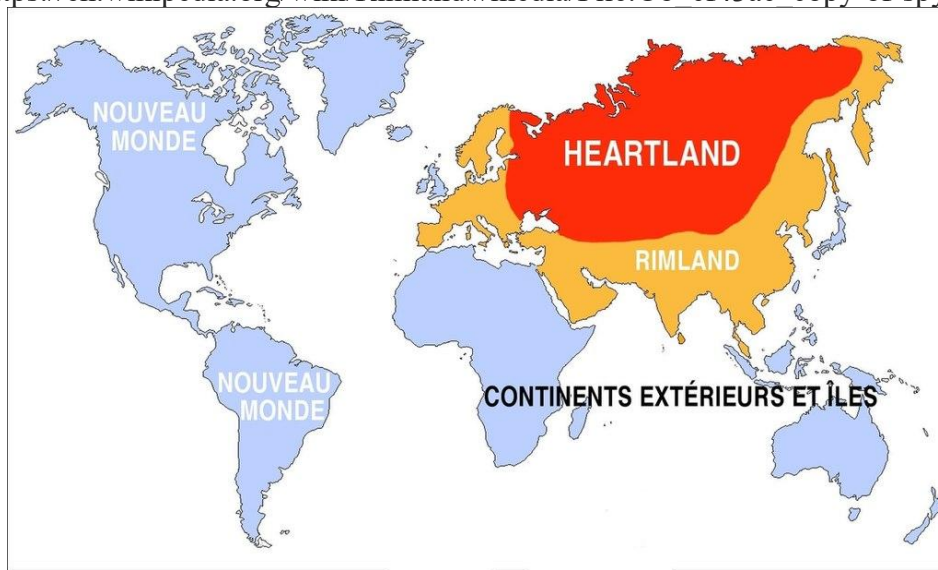 NOUVEAU
MONDE
HEARTLAND
RIMLAND
NOUVEAU
MONDE
CONTINENTS EXTÉRIEURS ET ÎLES